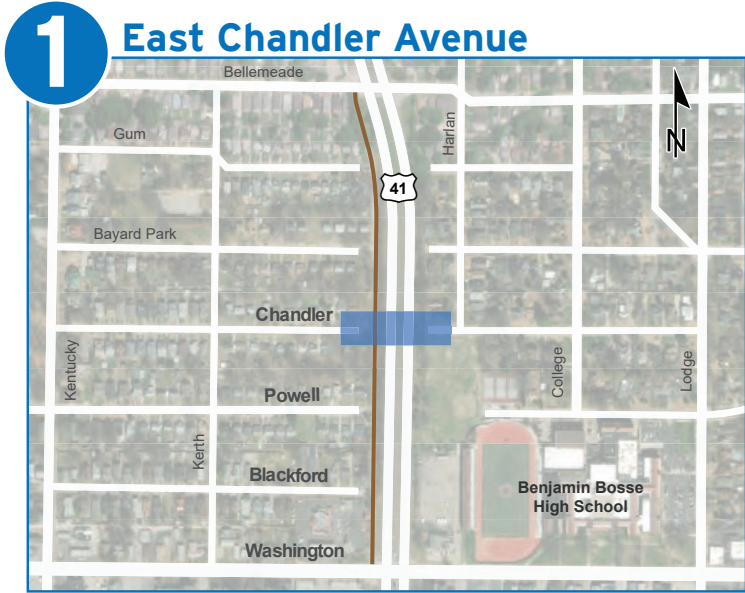 1
East Chandler Avenue
Bellemeade
Gum
Harlan
N
41
Bayard Park
Chandler
Kentucky
Powell
College
Lodge
Kerth
Blackford
Benjamin Bosse
High School
Washington